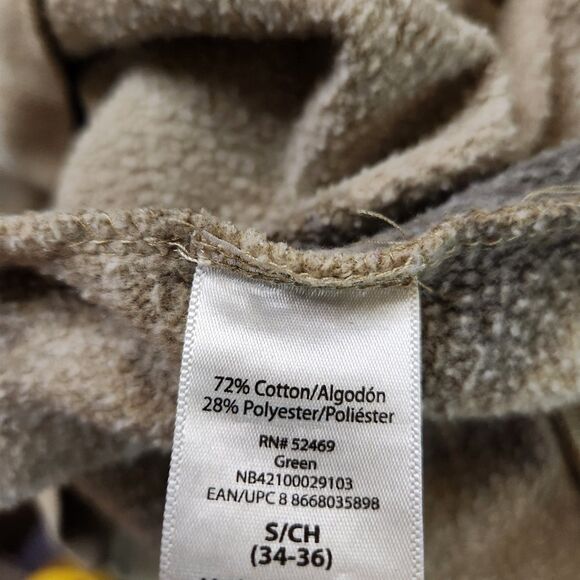 72% Cotton/Algodón
28% Polyester/Poliéster
RN# 52469
Green
NB42100029103
EAN/UPC 8 8668035898
S/CH
(34-36)